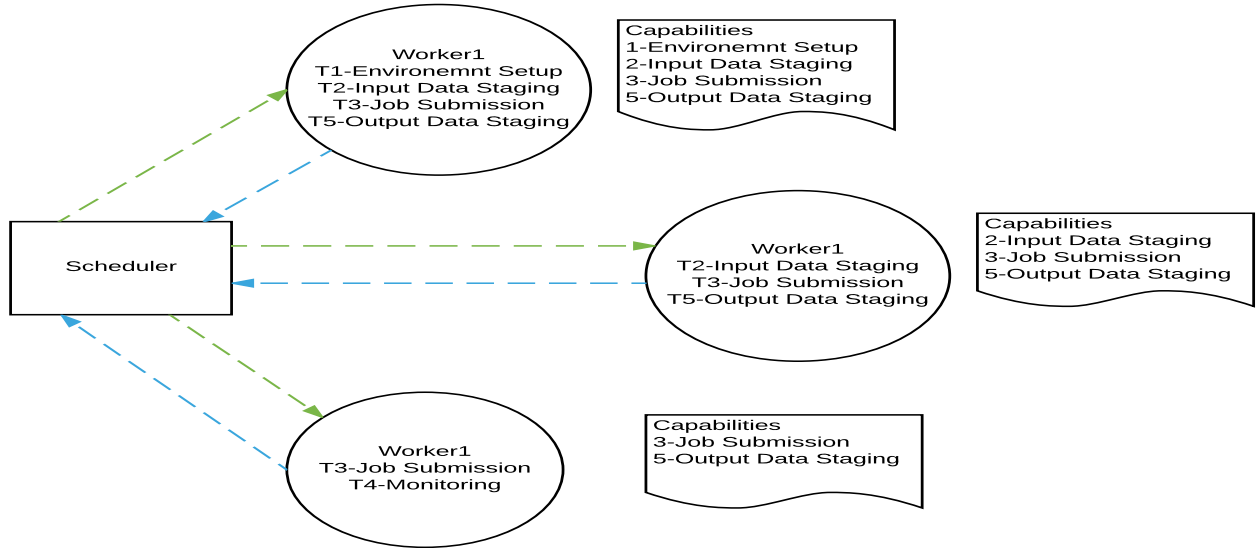 Worker1
T1-Environemnt Setup
T2-Input Data Staging
T3-Job Submission
T5-Output Data Staging
Capabilities
1-Environemnt Setup
2-Input Data Staging
3-Job Submission
5-Output Data Staging
Scheduler
Worker1
T2-Input Data Staging
T3-Job Submission
T5-Output Data Staging
Capabilities
2-Input Data Staging
3-Job Submission
5-Output Data Staging
Worker1
T3-Job Submission
T4-Monitoring
Capabilities
3-Job Submission
5-Output Data Staging